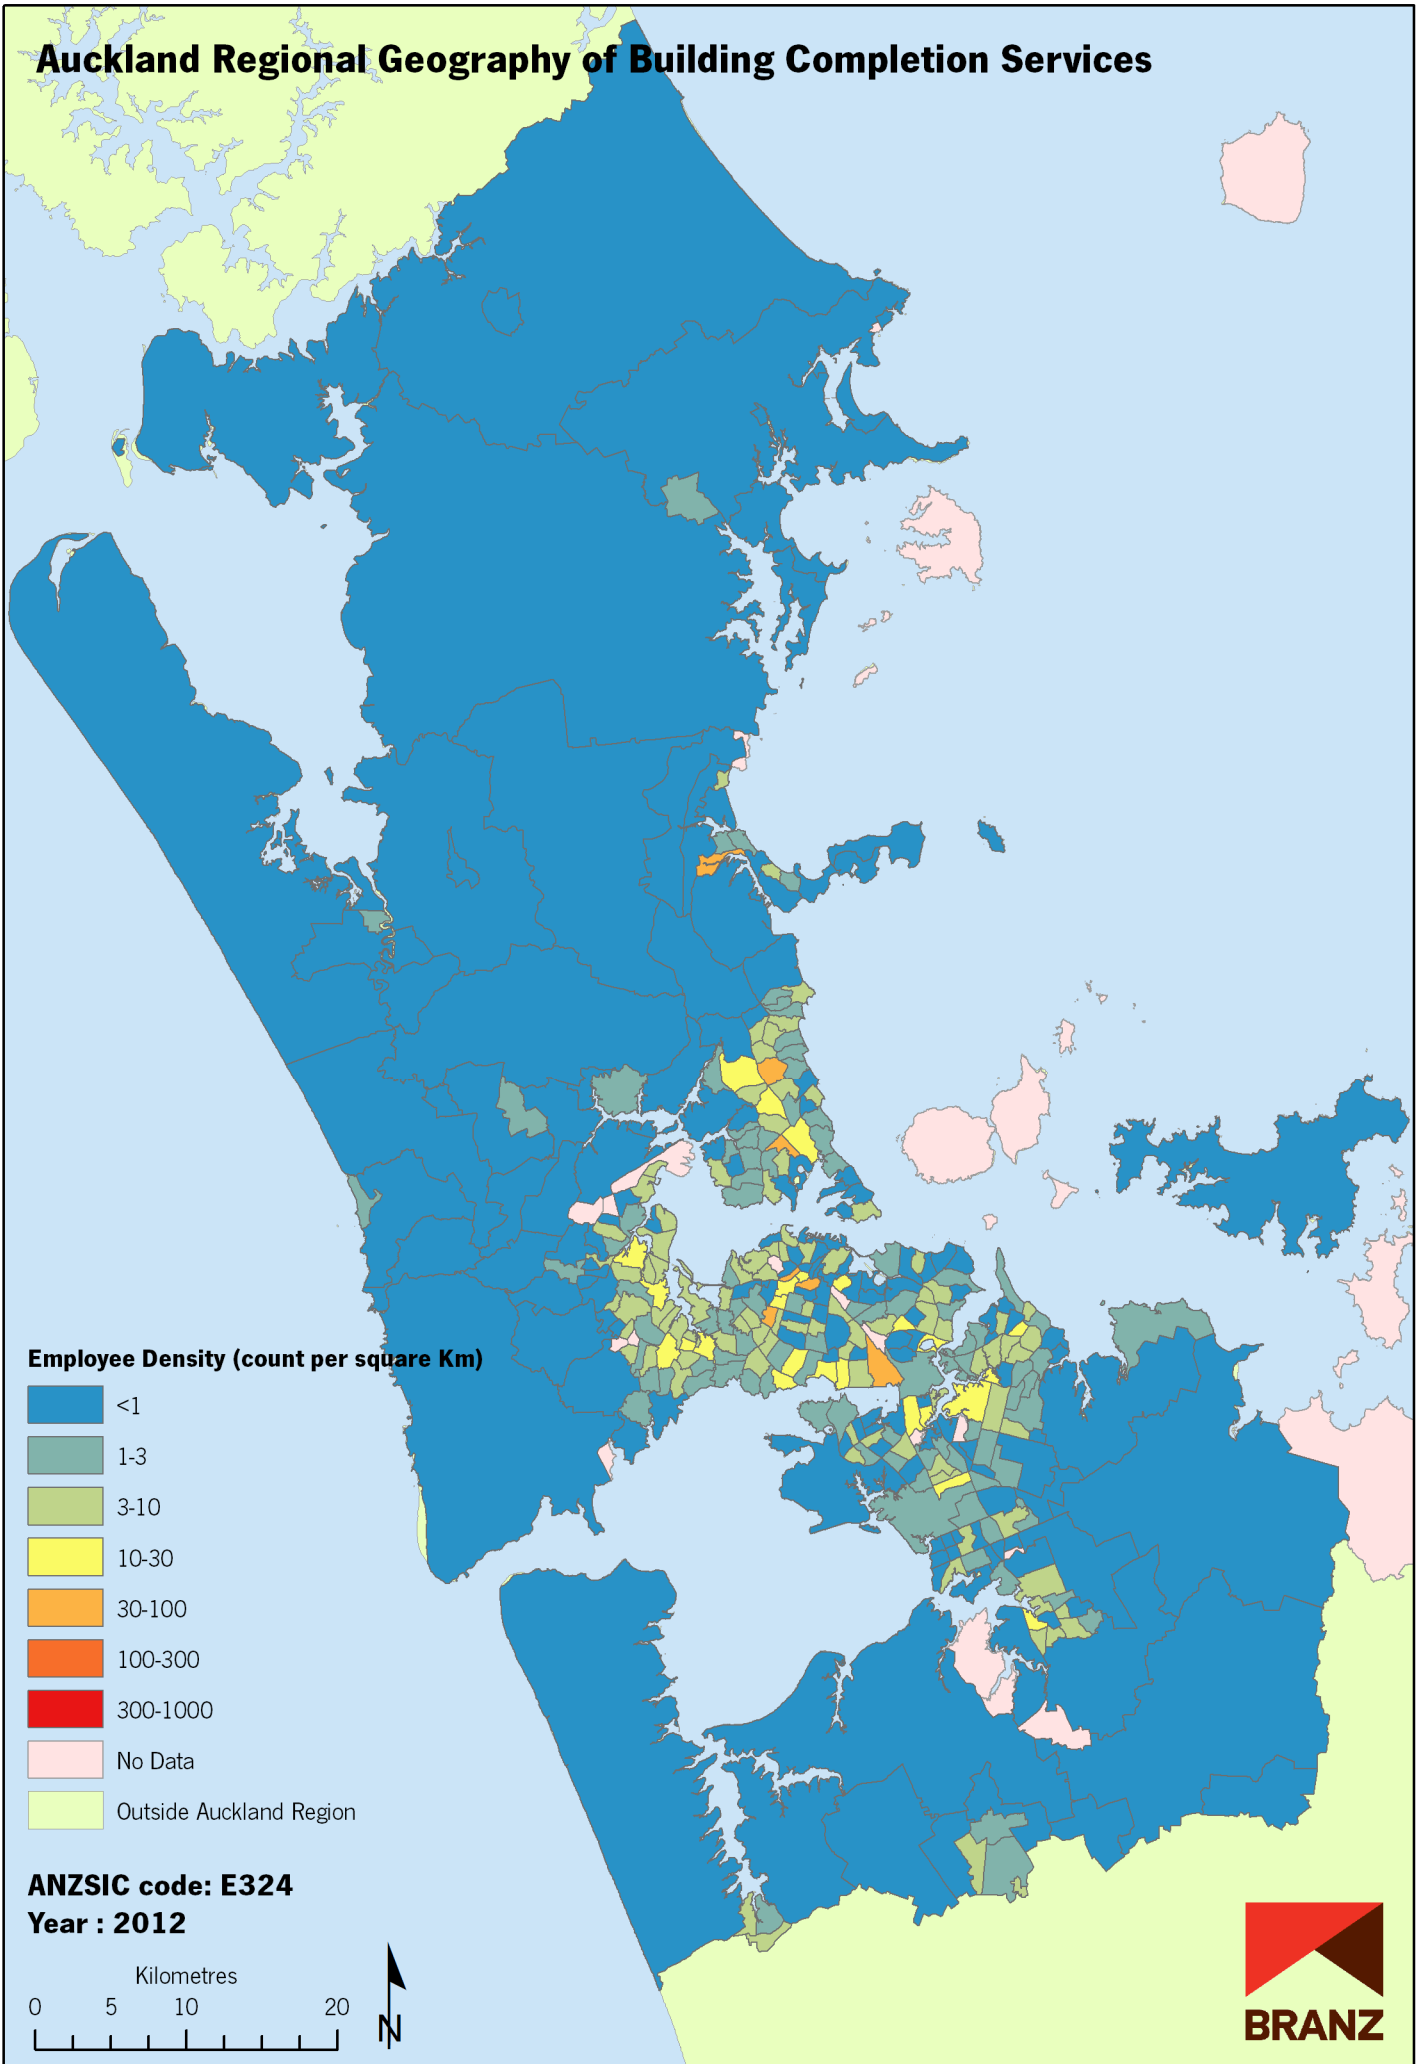 Auckland Regional Geography of Building Completion Services
Employee Density (count per square Km)
<1
1-3
3-10
10-30
30-100
100-300
300-1000
No Data
Outside Auckland Region
ANZSIC code: E324
Year : 2012
Kilometres
0 5 10 20
N
BRANZ